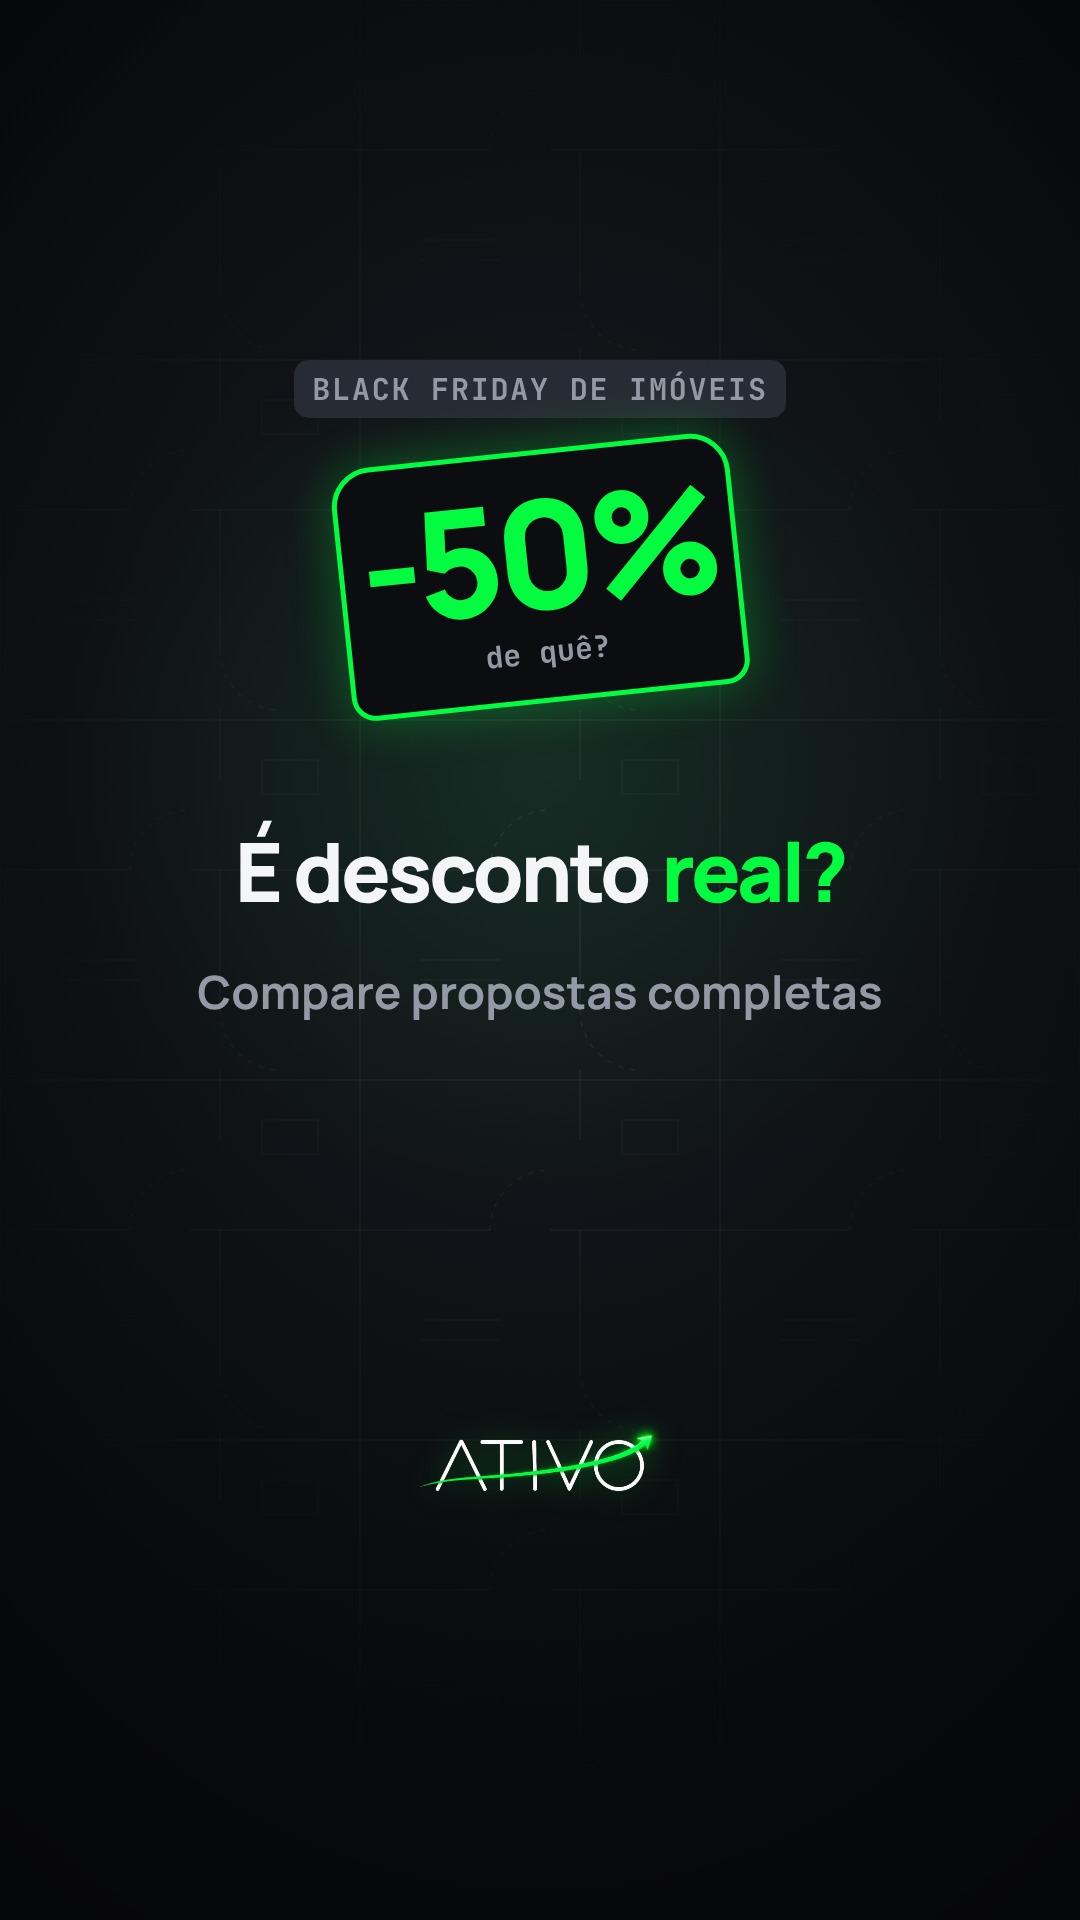 BLACK FRIDAY DE IMÓVEIS
-50%
de quê?
É desconto real?
Compare propostas completas
ATIVO